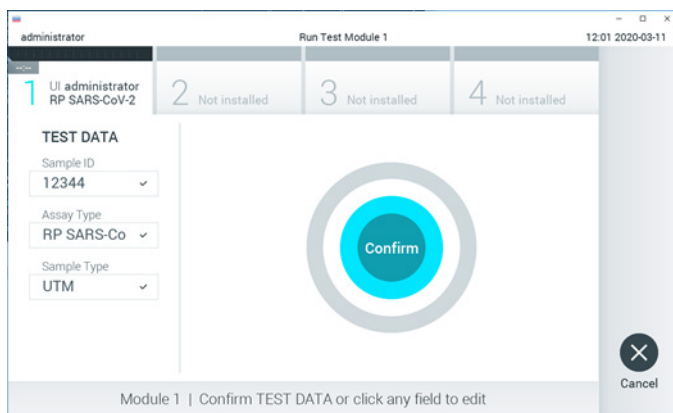 administrator
Run Test Module 1
12:01 2020-03-11
--:--
1 UI administrator
RP SARS-CoV-2
2 Not installed
3 Not installed
4 Not installed
TEST DATA
Sample ID
12344
Assay Type
RP SARS-Co
Sample Type
UTM
Confirm
Cancel
Module 1 | Confirm TEST DATA or click any field to edit